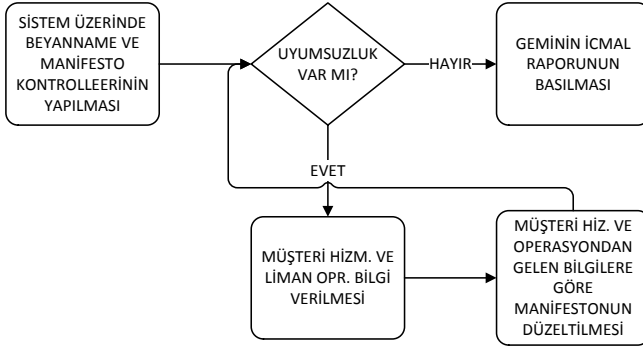 SİSTEM ÜZERİNDE
BEYANNAME VE
MANİFESTO
KONTROLLEERİNİN
YAPILMASI
UYUMSUZLUK
VAR MI?
HAYIR
GEMİNİN İCMAL
RAPORUNUN
BASILMASI
EVET
MÜŞTERİ HİZM. VE
LİMAN OPR. BİLGİ
VERİLMESİ
MÜŞTERİ HİZ. VE
OPERASYONDAN
GELEN BİLGİLERE
GÖRE
MANİFESTONUN
DÜZELTİLMESİ